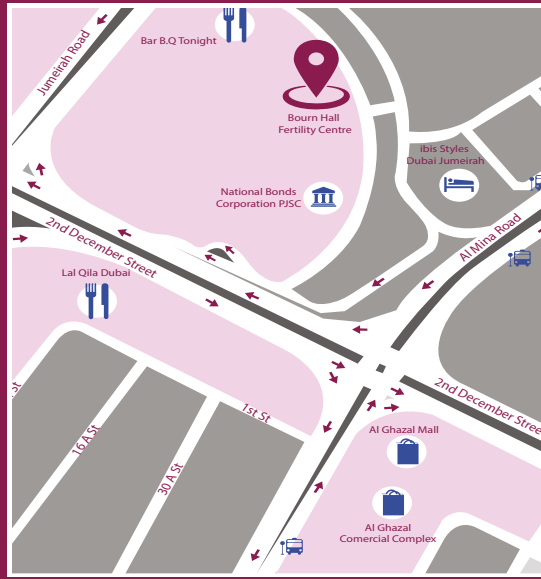 Bar B.Q Tonight
Jumeirah Road
Bourn Hall
Fertility Centre
ibis Styles
Dubai Jumeirah
National Bonds
Corporation PJSC
2nd December Street
Al Mina Road
Lal Qila Dubai
St
1st St
2nd December Stree
16 A St
30 A St
Al Ghazal Mall
Al Ghazal
Comercial Complex